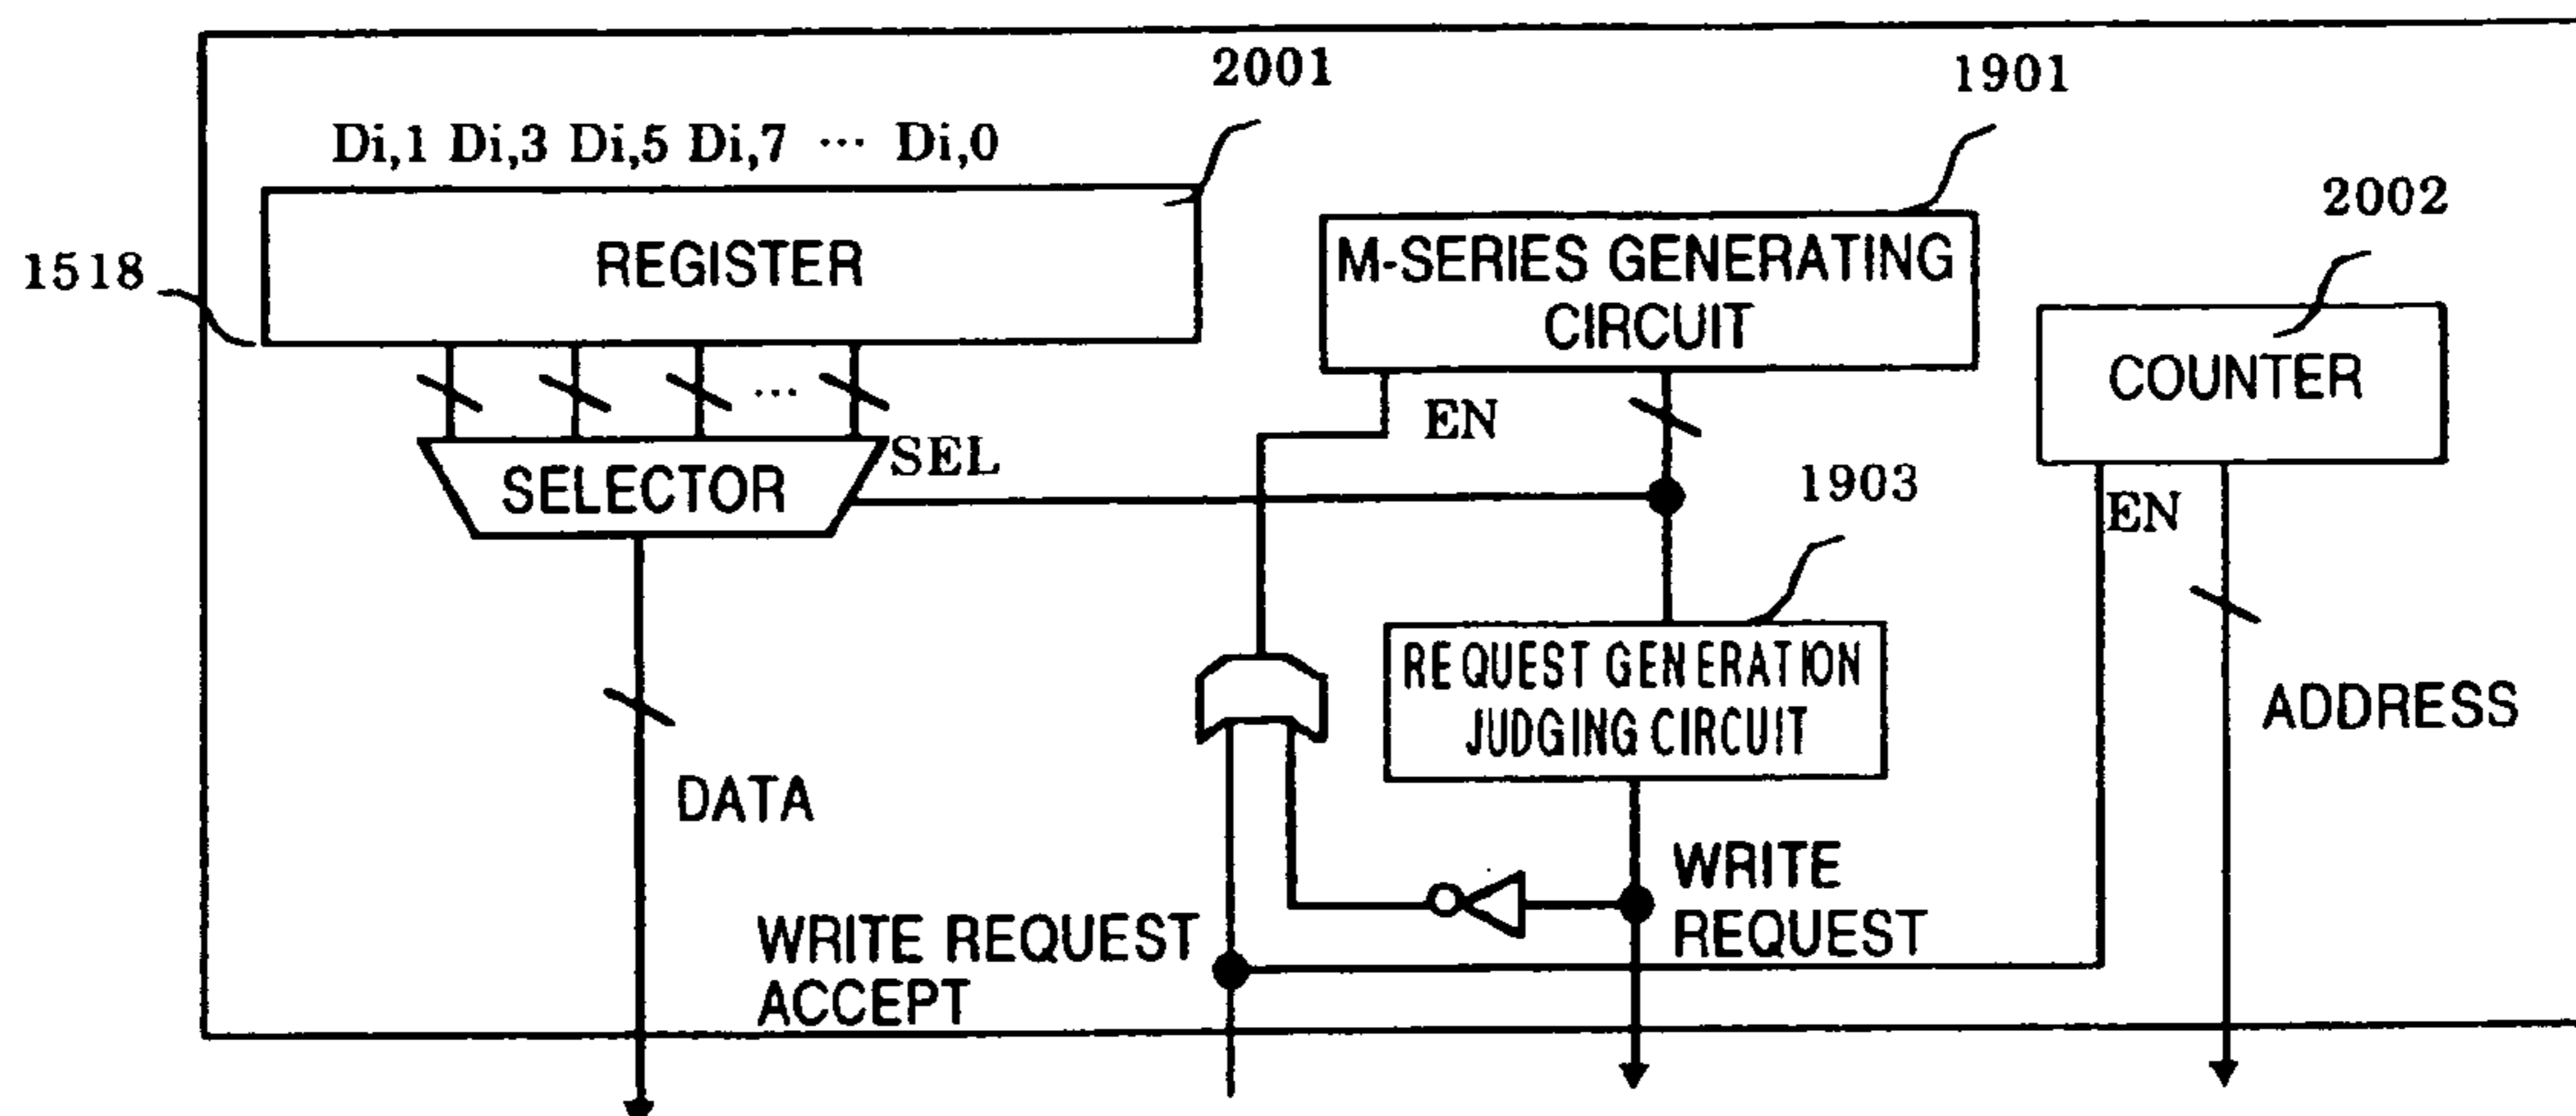 2001
1901
Di,1 Di,3 Di,5 Di,7 ... Di,0
2002
1518
REGISTER
M-SERIES GENERATING
CIRCUIT
COUNTER
...
EN
SEL
SELECTOR
1903
EN
REQUEST GENERATION
JUDGING CIRCUIT
ADDRESS
DATA
WRITE
REQUEST
WRITE REQUEST
ACCEPT